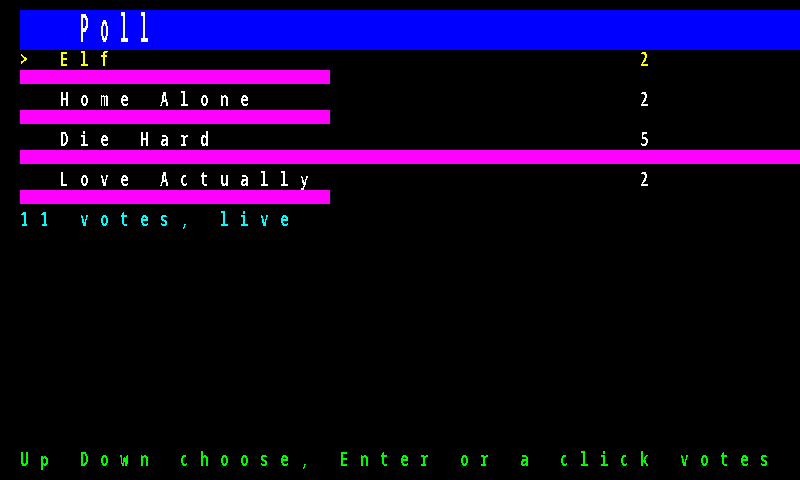 Poll
> Elf 2
Home Alone 2
Die Hard 5
Love Actually 2
11 votes, live
Up Down choose, Enter or a click votes